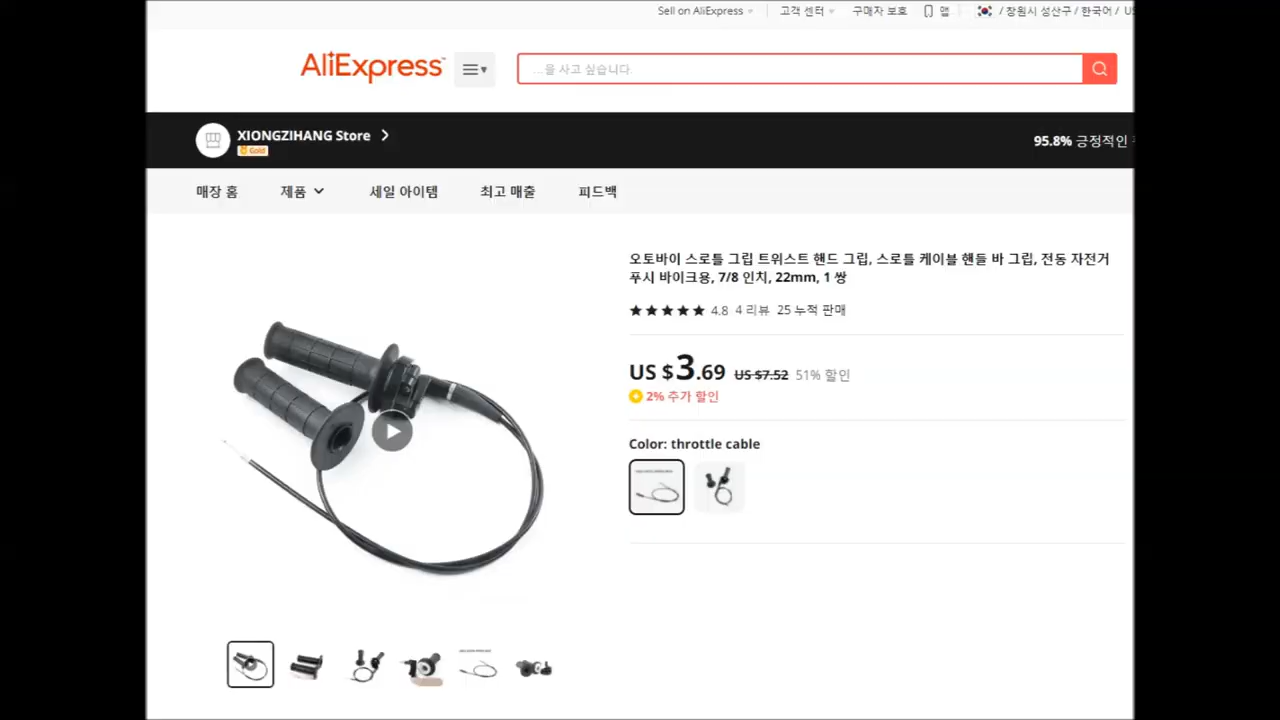 Sell on AliExpress
고객 센터
구매자 보호
앱
/ 창원시 성산구 / 한국어 /
AliExpress
...을 사고 싶습니다
XIONGZIHANG Store
Gold
95.8% 긍정적인
매장 홈
제품
세일 아이템
최고 매출
피드백
오토바이 스로틀 그립 트위스트 핸드 그립, 스로틀 케이블 핸들 바 그립, 전동 자전거
푸시 바이크용, 7/8 인치, 22mm, 1 쌍
4.8 4 리뷰 25 누적 판매
US $3.69 US $7.52 51% 할인
2% 추가 할인
Color: throttle cable